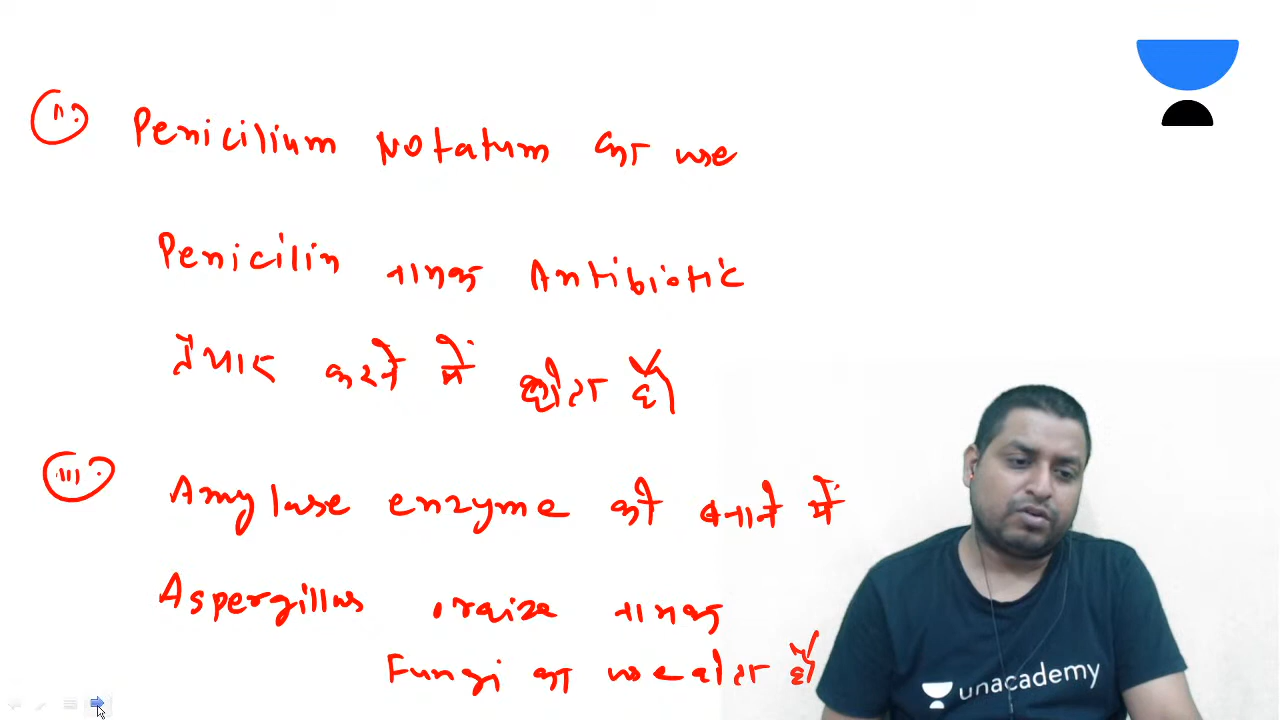 (ii) Penicilium Notatum का use
Penicilin नामक Antibiotic
तैयार करने में होता है
(iii) Amylase enzyme को बनाने में
Aspergillus oraize नामक
Fungi का use होता है
unacademy